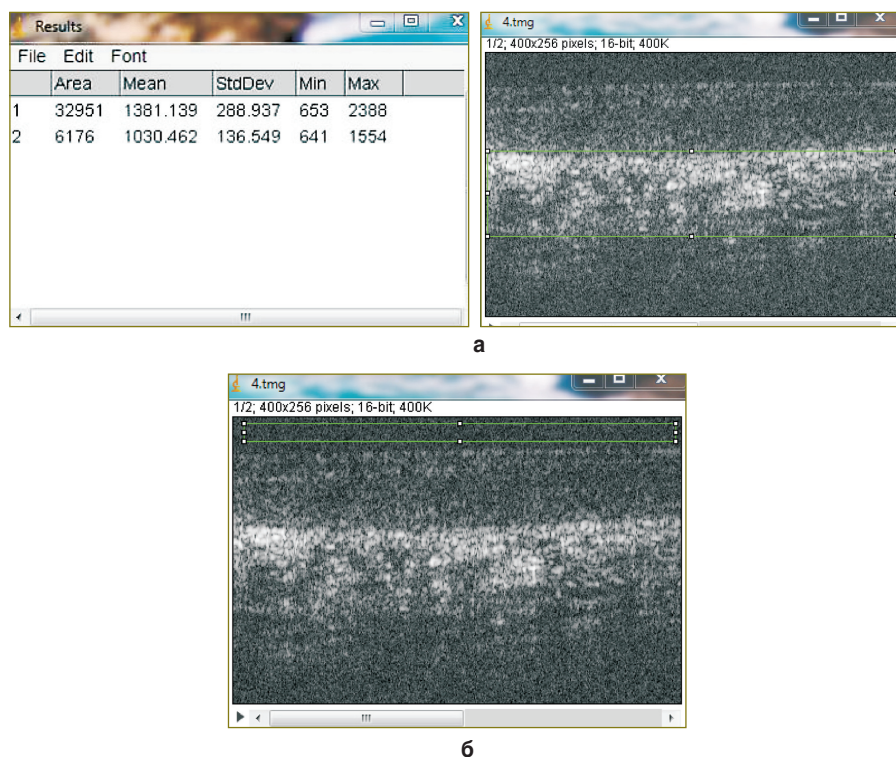 Results
File Edit Font
Area Mean StdDev Min Max
1 32951 1381.139 288.937 653 2388
2 6176 1030.462 136.549 641 1554
4.tmg
1/2; 400x256 pixels; 16-bit; 400K
а
4.tmg
1/2; 400x256 pixels; 16-bit; 400K
б